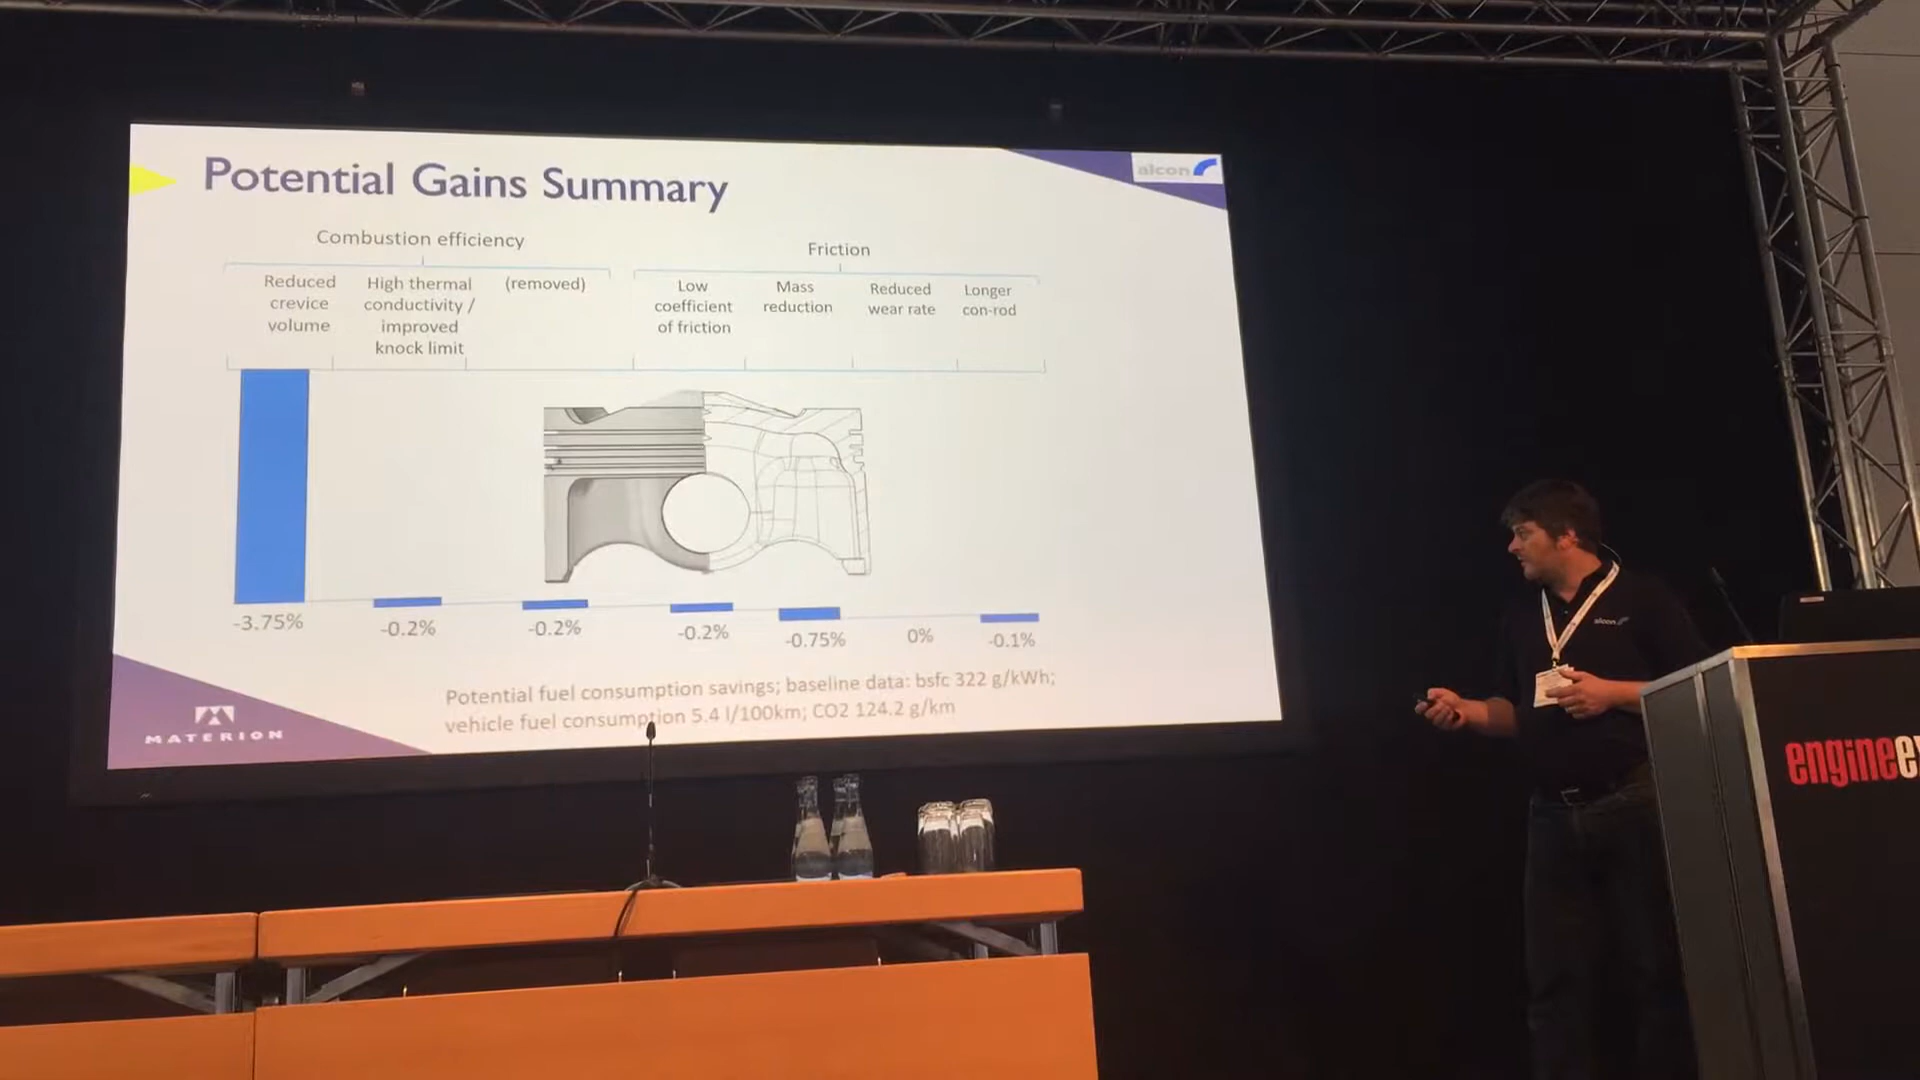 Potential Gains Summary
alcon
Combustion efficiency
Friction
Reduced
crevice
volume
High thermal
conductivity /
improved
knock limit
(removed)
Low
coefficient
of friction
Mass
reduction
Reduced
wear rate
Longer
con-rod
-3.75%
-0.2%
-0.2%
-0.2%
-0.75%
0%
-0.1%
Potential fuel consumption savings; baseline data: bsfc 322 g/kWh;
vehicle fuel consumption 5.4 l/100km; CO2 124.2 g/km
MATERION
alcon
engine